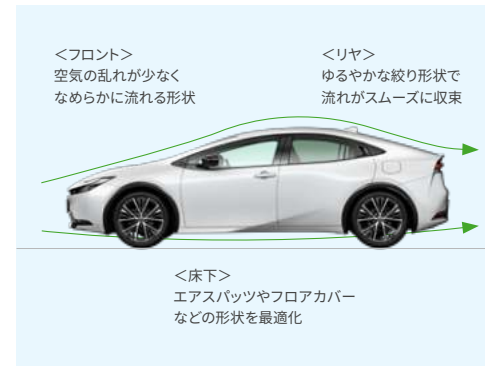 ＜フロント＞
空気の乱れが少なく
なめらかに流れる形状
＜リヤ＞
ゆるやかな絞り形状で
流れがスムーズに収束
＜床下＞
エアスパッツやフロアカバー
などの形状を最適化